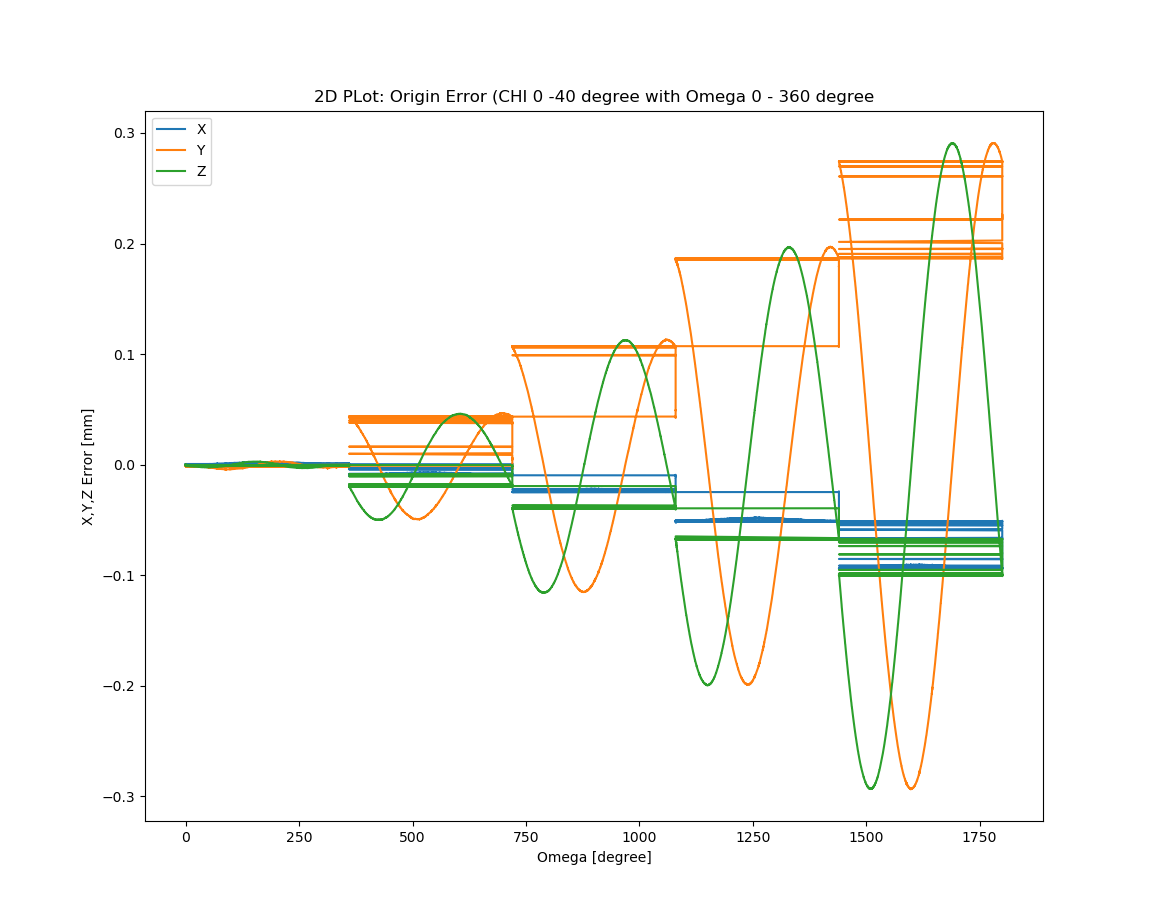 2D PLot: Origin Error (CHI 0 -40 degree with Omega 0 - 360 degree
X
Y
Z
0.3
0.2
0.1
0.0
−0.1
−0.2
−0.3
X,Y,Z Error [mm]
0 250 500 750 1000 1250 1500 1750
Omega [degree]